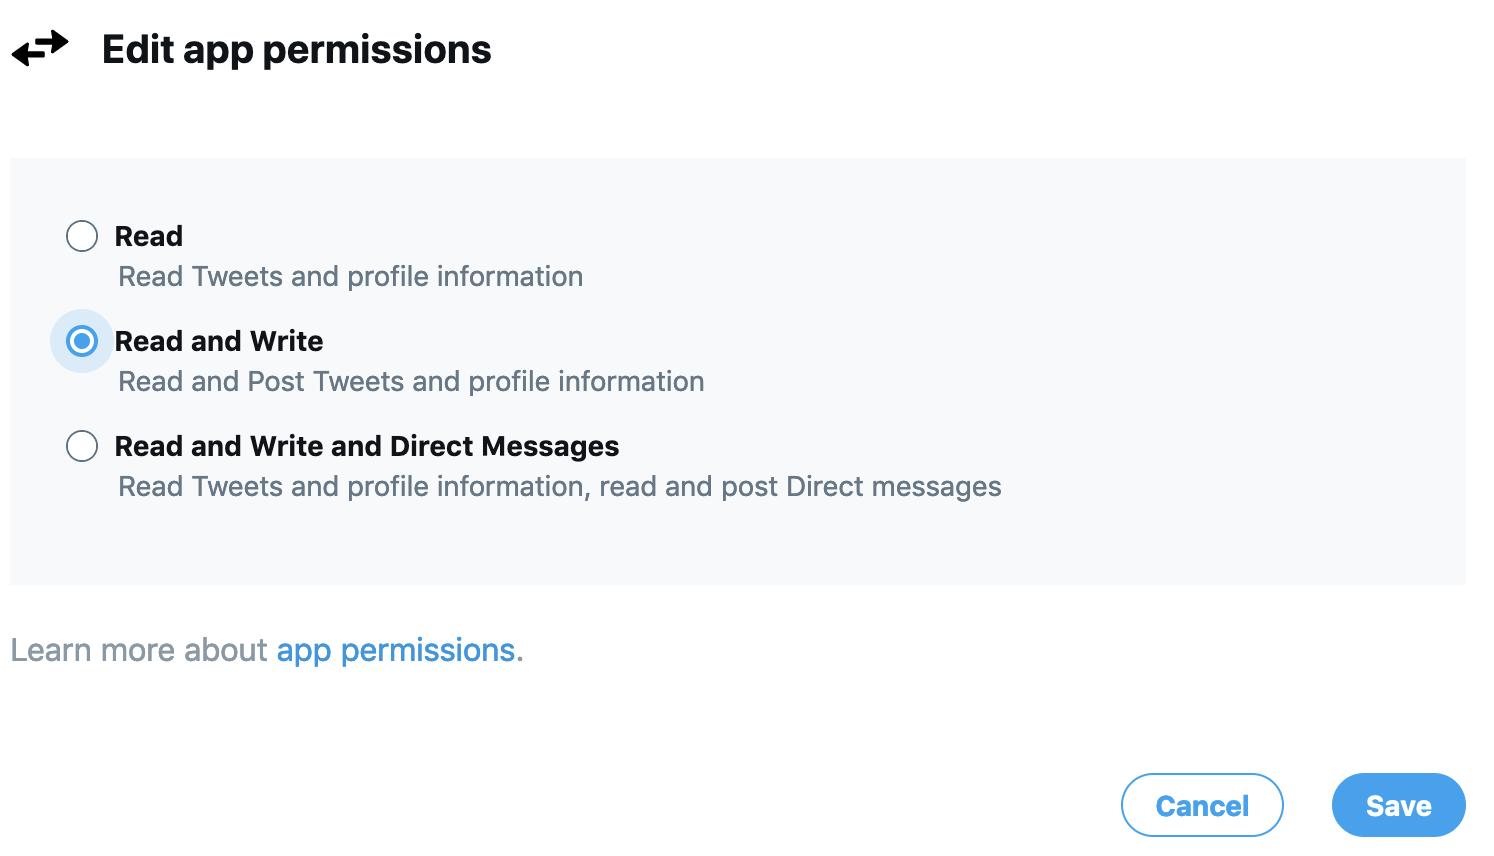 Edit app permissions
Read
Read Tweets and profile information
Read and Write
Read and Post Tweets and profile information
Read and Write and Direct Messages
Read Tweets and profile information, read and post Direct messages
Learn more about app permissions.
Cancel
Save